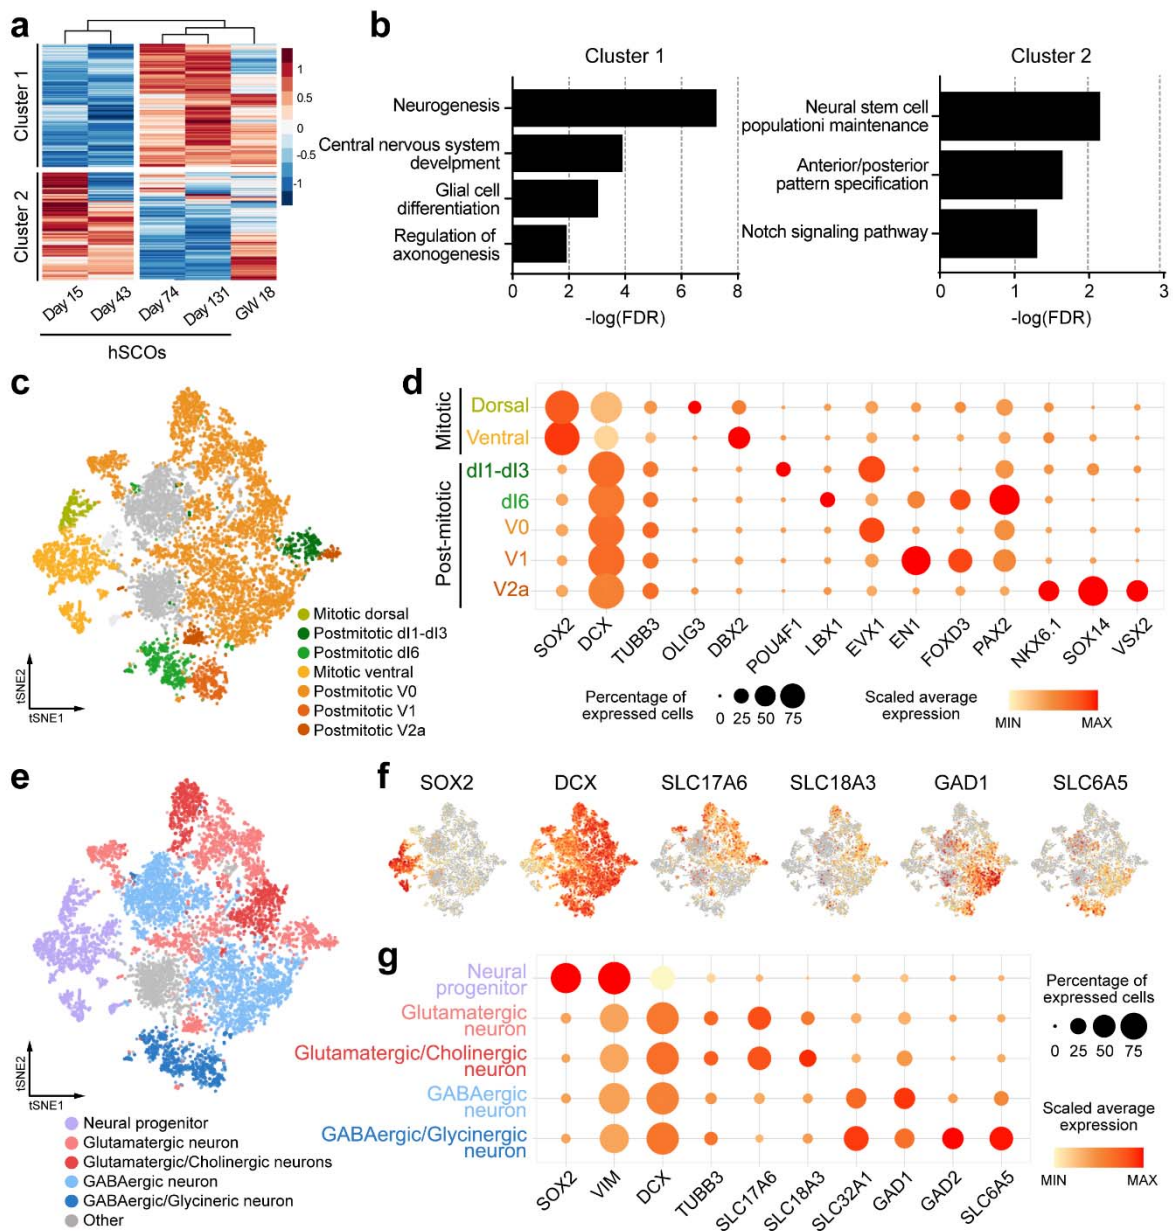 a
Cluster 1
Cluster 2
1
0.5
0
-0.5
-1
Day 15
Day 43
Day 74
Day 131
GW 18
hSCOs
b
Cluster 1
Neurogenesis
Central nervous system
develpment
Glial cell
differentiation
Regulation of
axonogenesis
0 2 4 6 8
-log(FDR)
Cluster 2
Neural stem cell
populationi maintenance
Anterior/posterior
pattern specification
Notch signaling pathway
0 1 2 3
-log(FDR)
c
tSNE2
tSNE1
Mitotic dorsal
Postmitotic dI1-dI3
Postmitotic dI6
Mitotic ventral
Postmitotic V0
Postmitotic V1
Postmitotic V2a
d
Mitotic
Post-mitotic
Dorsal
Ventral
dI1-dI3
dI6
V0
V1
V2a
SOX2
DCX
TUBB3
OLIG3
DBX2
POU4F1
LBX1
EVX1
EN1
FOXD3
PAX2
NKX6.1
SOX14
VSX2
Percentage of
expressed cells
0 25 50 75
Scaled average
expression
MIN MAX
e
tSNE2
tSNE1
Neural progenitor
Glutamatergic neuron
Glutamatergic/Cholinergic neurons
GABAergic neuron
GABAergic/Glycineric neuron
Other
f
SOX2 DCX SLC17A6 SLC18A3 GAD1 SLC6A5
g
Neural
progenitor
Glutamatergic
neuron
Glutamatergic/Cholinergic
neuron
GABAergic
neuron
GABAergic/Glycinergic
neuron
SOX2
VIM
DCX
TUBB3
SLC17A6
SLC18A3
SLC32A1
GAD1
GAD2
SLC6A5
Percentage of
expressed cells
0 25 50 75
Scaled average
expression
MIN MAX